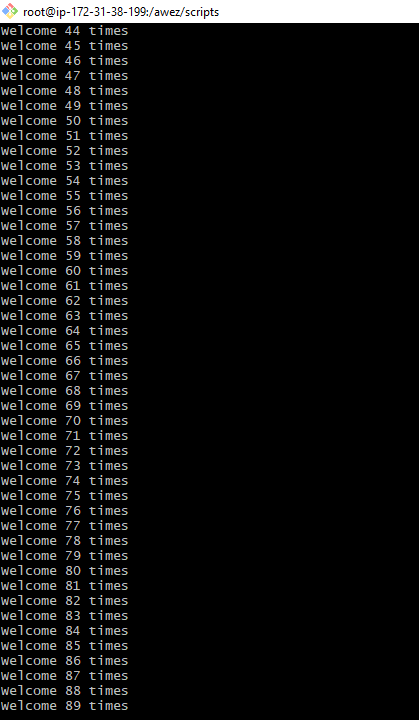 root@ip-172-31-38-199:/awez/scripts
Welcome 44 times
Welcome 45 times
Welcome 46 times
Welcome 47 times
Welcome 48 times
Welcome 49 times
Welcome 50 times
Welcome 51 times
Welcome 52 times
Welcome 53 times
Welcome 54 times
Welcome 55 times
Welcome 56 times
Welcome 57 times
Welcome 58 times
Welcome 59 times
Welcome 60 times
Welcome 61 times
Welcome 62 times
Welcome 63 times
Welcome 64 times
Welcome 65 times
Welcome 66 times
Welcome 67 times
Welcome 68 times
Welcome 69 times
Welcome 70 times
Welcome 71 times
Welcome 72 times
Welcome 73 times
Welcome 74 times
Welcome 75 times
Welcome 76 times
Welcome 77 times
Welcome 78 times
Welcome 79 times
Welcome 80 times
Welcome 81 times
Welcome 82 times
Welcome 83 times
Welcome 84 times
Welcome 85 times
Welcome 86 times
Welcome 87 times
Welcome 88 times
Welcome 89 times